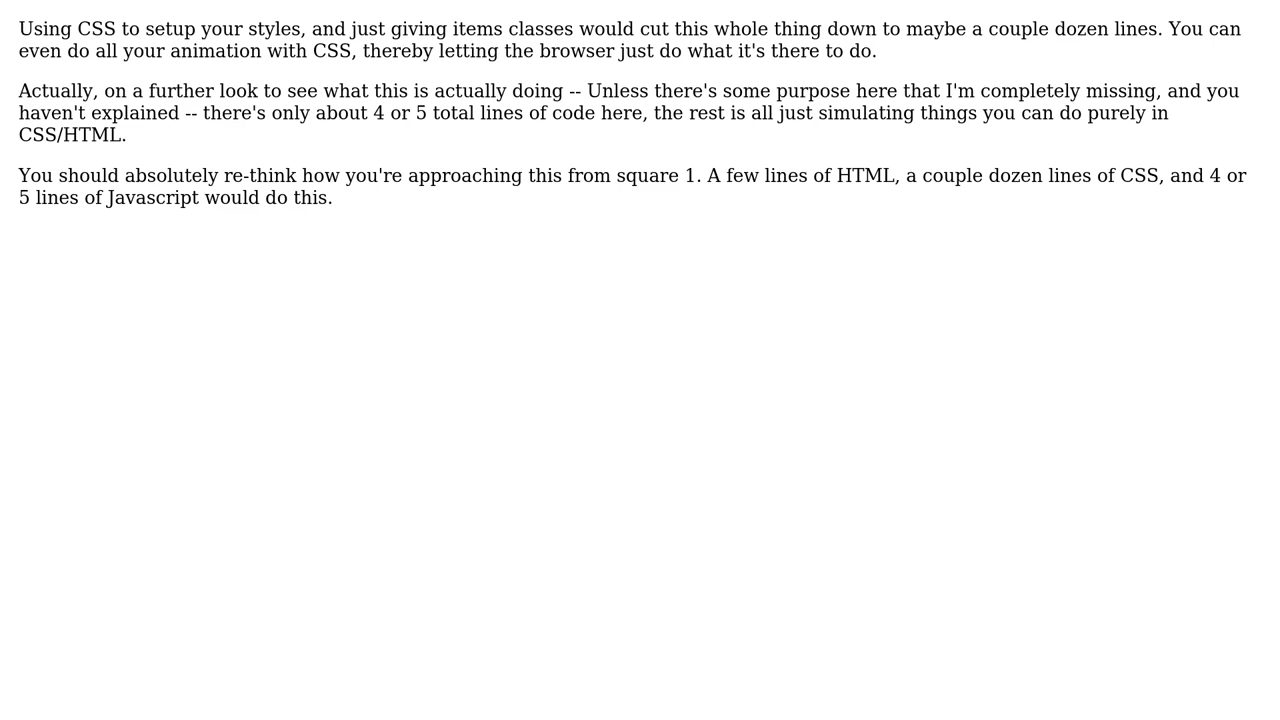 Using CSS to setup your styles, and just giving items classes would cut this whole thing down to maybe a couple dozen lines. You can
even do all your animation with CSS, thereby letting the browser just do what it's there to do.
Actually, on a further look to see what this is actually doing -- Unless there's some purpose here that I'm completely missing, and you
haven't explained -- there's only about 4 or 5 total lines of code here, the rest is all just simulating things you can do purely in
CSS/HTML.
You should absolutely re-think how you're approaching this from square 1. A few lines of HTML, a couple dozen lines of CSS, and 4 or
5 lines of Javascript would do this.